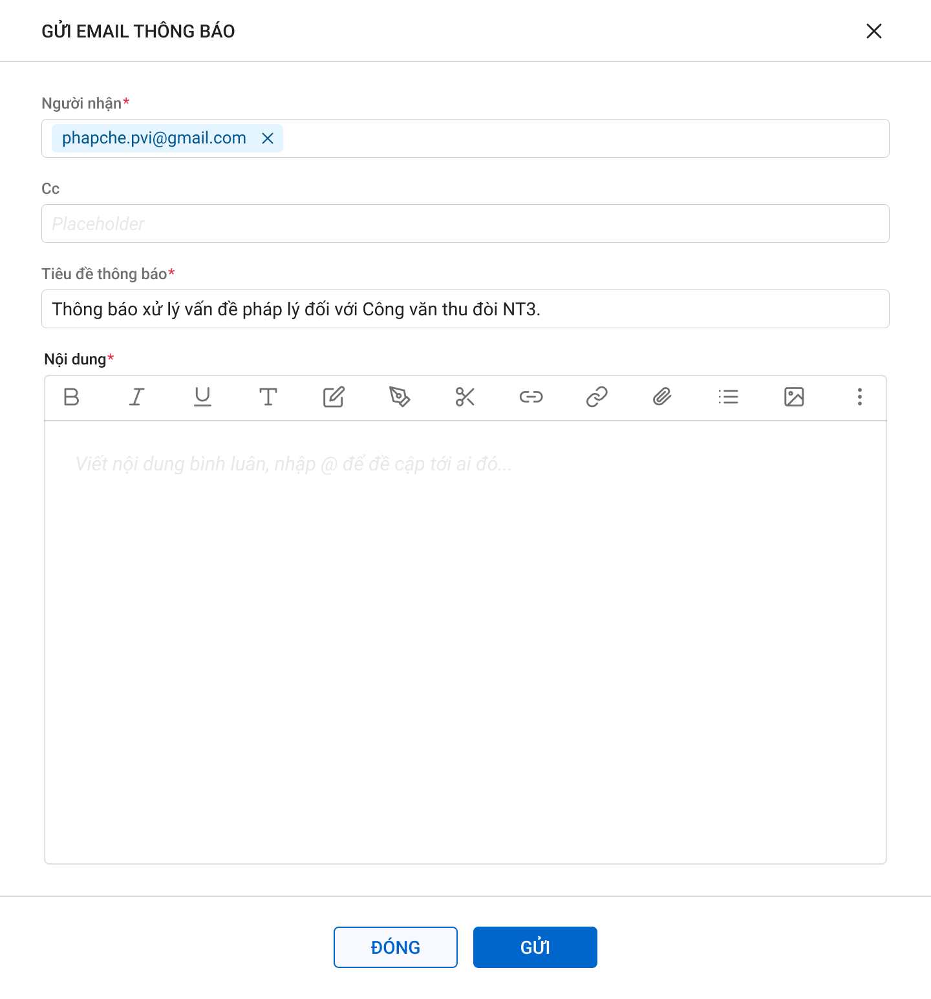 GỬI EMAIL THÔNG BÁO
Người nhận*
phapche.pvi@gmail.com
Cc
Placeholder
Tiêu đề thông báo*
Thông báo xử lý vấn đề pháp lý đối với Công văn thu đòi NT3.
Nội dung*
Viết nội dung bình luân, nhập @ để đề cập tới ai đó...
ĐÓNG
GỬI